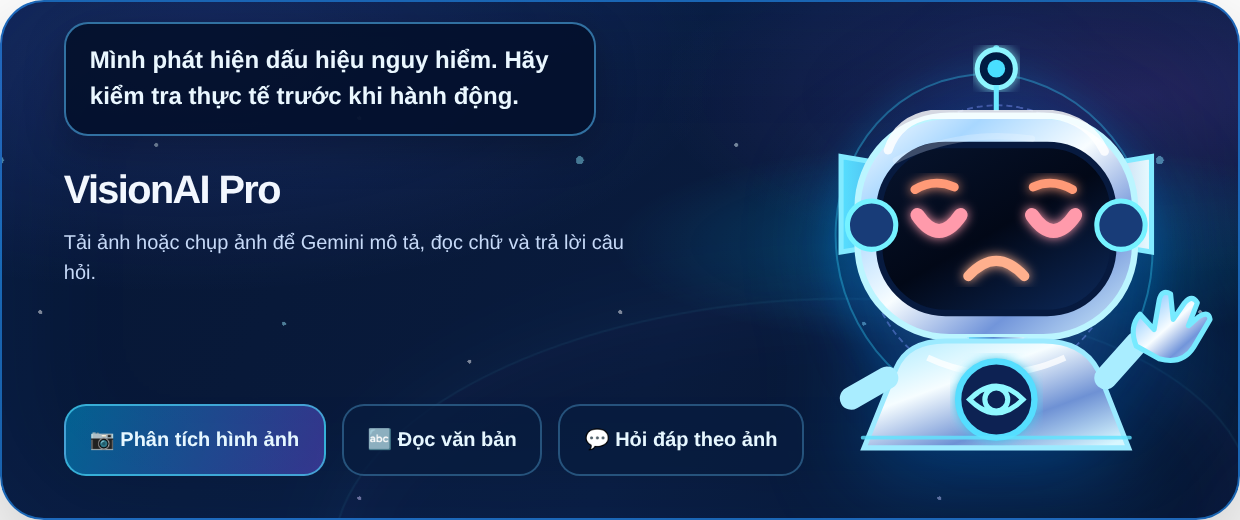 Mình phát hiện dấu hiệu nguy hiểm. Hãy
kiểm tra thực tế trước khi hành động.
VisionAI Pro
Tải ảnh hoặc chụp ảnh để Gemini mô tả, đọc chữ và trả lời câu
hỏi.
📷 Phân tích hình ảnh
🔤 Đọc văn bản
💬 Hỏi đáp theo ảnh